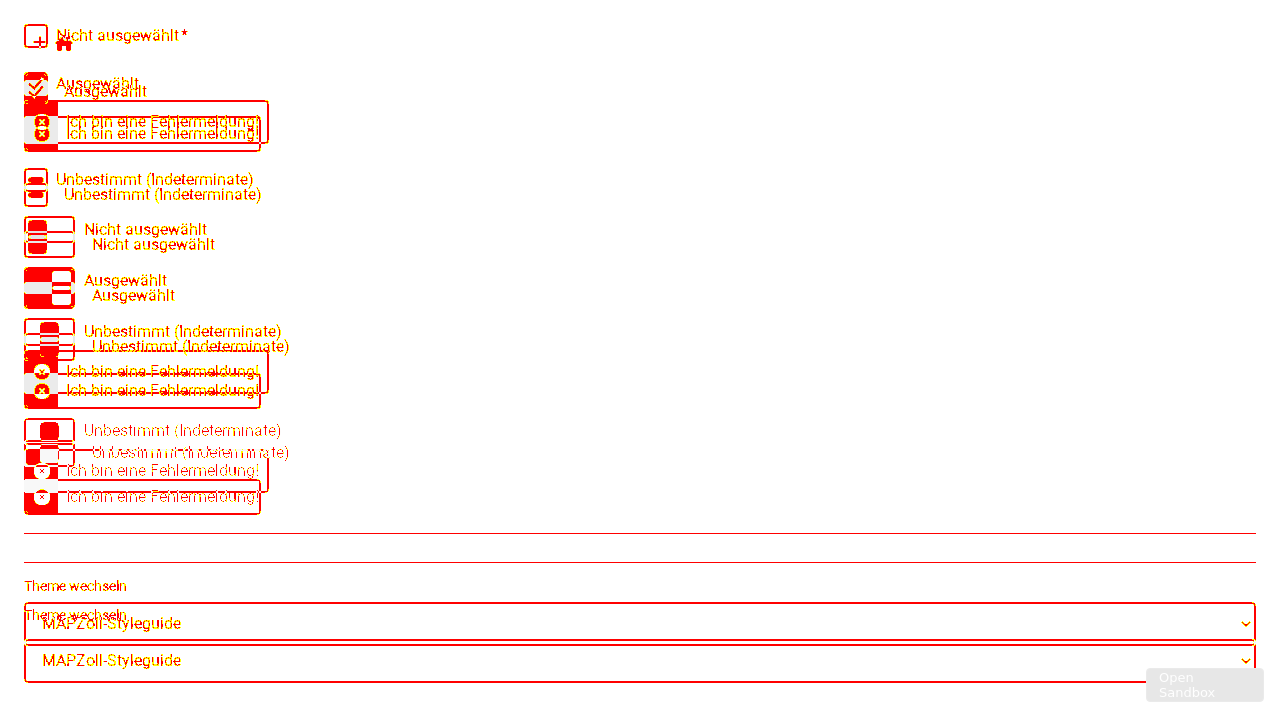 Nicht ausgewählt*
Ausgewählt
Ausgewählt
Ich bin eine Fehlermeldung!
Ich bin eine Fehlermeldung!
Unbestimmt (Indeterminate)
Unbestimmt (Indeterminate)
Nicht ausgewählt
Nicht ausgewählt
Ausgewählt
Ausgewählt
Unbestimmt (Indeterminate)
Unbestimmt (Indeterminate)
Ich bin eine Fehlermeldung!
Ich bin eine Fehlermeldung!
Unbestimmt (Indeterminate)
Unbestimmt (Indeterminate)
Ich bin eine Fehlermeldung!
Ich bin eine Fehlermeldung!
Theme wechseln
Theme wechseln
MAPZoll-Styleguide
MAPZoll-Styleguide
Open
Sandbox